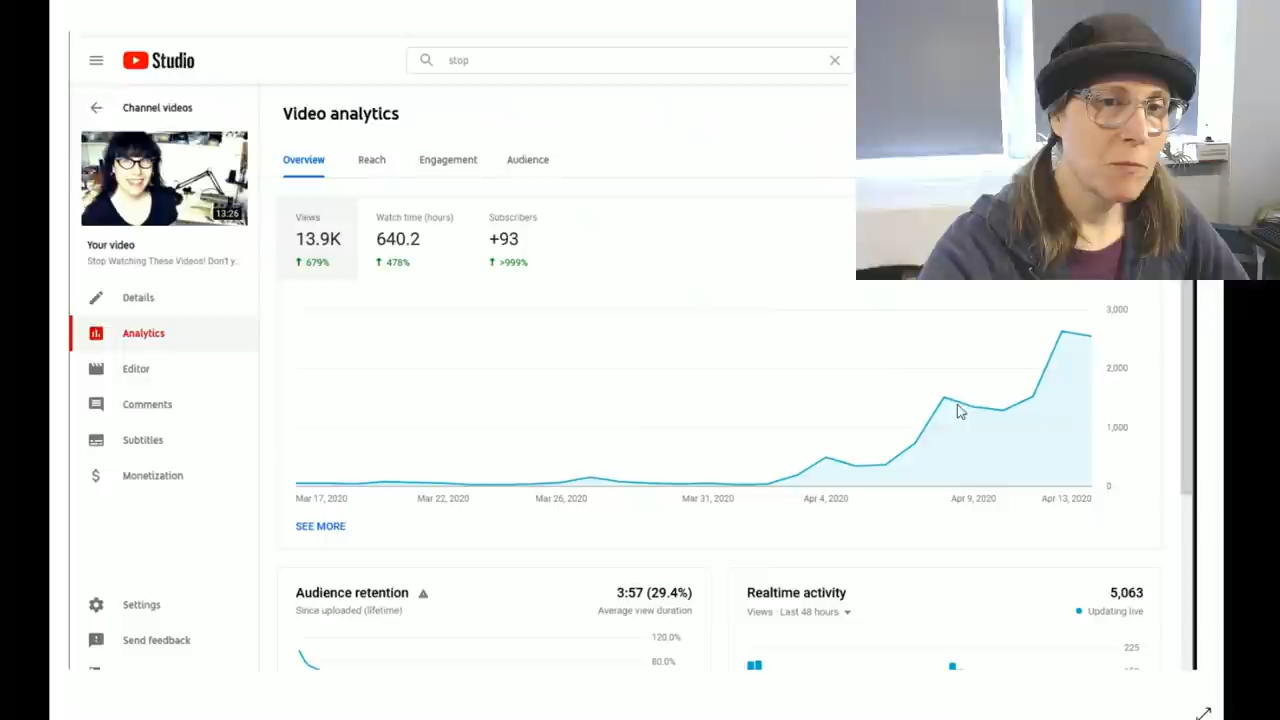 Studio
stop
Channel videos
13:26
Your video
Stop Watching These Videos! Don't y...
Details
Analytics
Editor
Comments
Subtitles
Monetization
Settings
Send feedback
Video analytics
Overview Reach Engagement Audience
Views Watch time (hours) Subscribers
13.9K 640.2 +93
679% 478% >999%
3,000
2,000
1,000
0
Mar 17, 2020 Mar 22, 2020 Mar 26, 2020 Mar 31, 2020 Apr 4, 2020 Apr 9, 2020 Apr 13, 2020
SEE MORE
Audience retention 3:57 (29.4%)
Since uploaded (lifetime) Average view duration
120.0%
80.0%
Realtime activity 5,063
Views · Last 48 hours Updating live
225